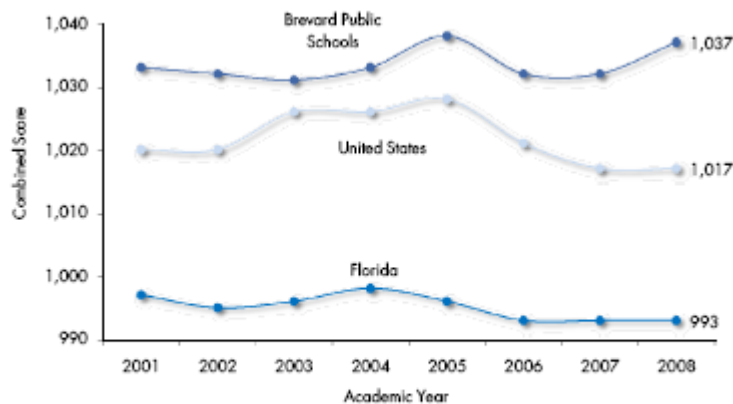 1,040
1,030
1,020
1,010
1,000
990
Combined Score
Brevard Public
Schools
1,037
United States
1,017
Florida
993
2001 2002 2003 2004 2005 2006 2007 2008
Academic Year